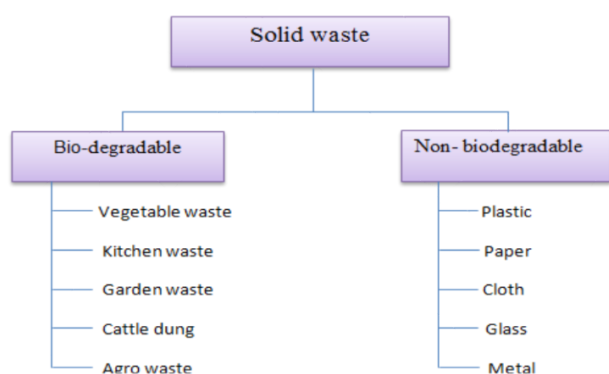 Solid waste
Bio-degradable
Non- biodegradable
Vegetable waste
Kitchen waste
Garden waste
Cattle dung
Agro waste
Plastic
Paper
Cloth
Glass
Metal